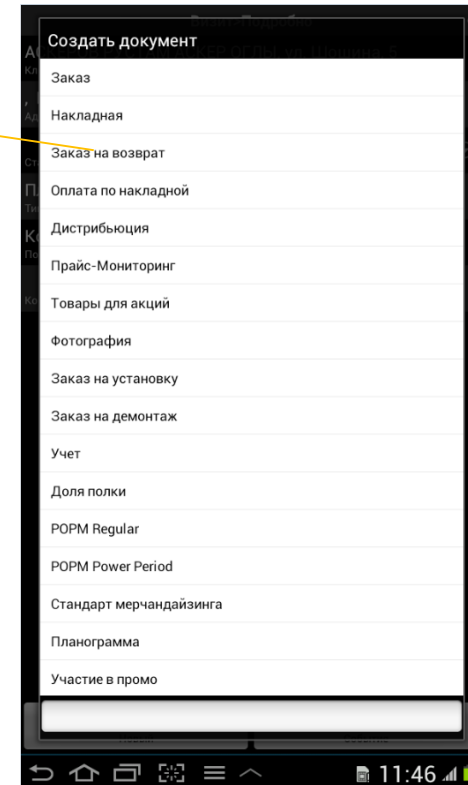 Визит-Подробно
Создать документ
Заказ
Накладная
Заказ на возврат
Оплата по накладной
Дистрибьюция
Прайс-Мониторинг
Товары для акций
Фотография
Заказ на установку
Заказ на демонтаж
Учет
Доля полки
POPM Regular
POPM Power Period
Стандарт мерчандайзинга
Планограмма
Участие в промо
11:46